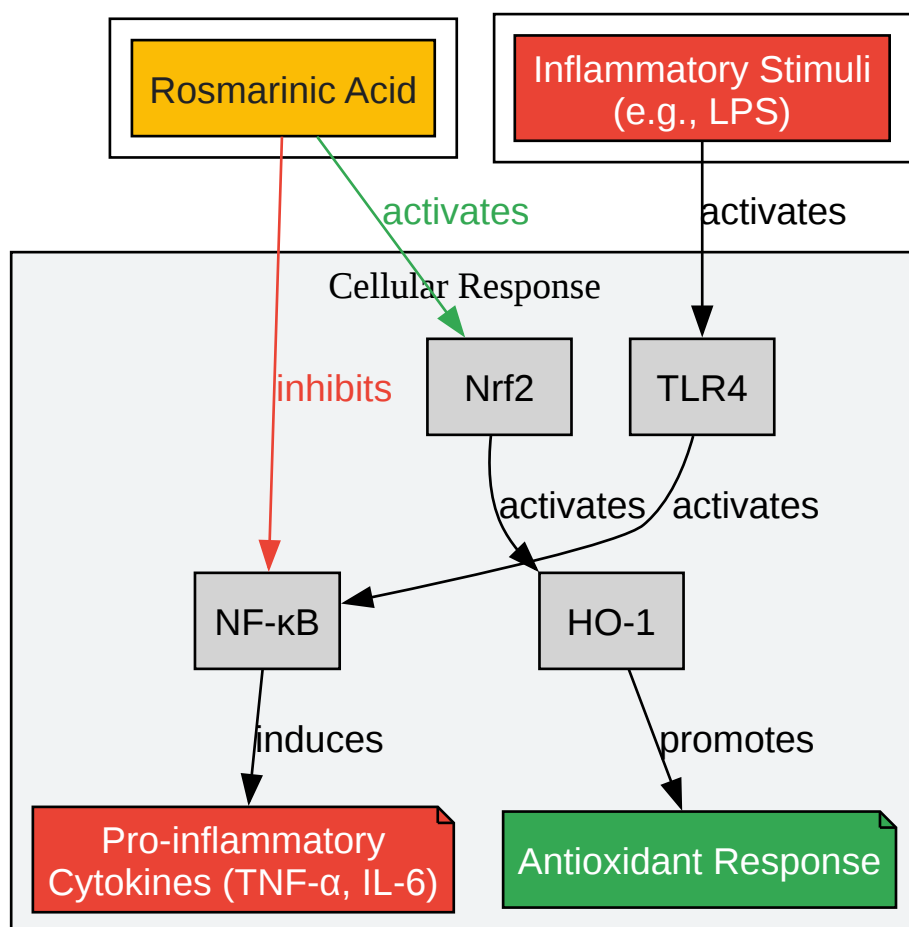 Rosmarinic Acid
Inflammatory Stimuli
(e.g., LPS)
activates
activates
Cellular Response
inhibits
Nrf2
TLR4
activates
activates
NF-κB
HO-1
induces
promotes
Pro-inflammatory
Cytokines (TNF-α, IL-6)
Antioxidant Response